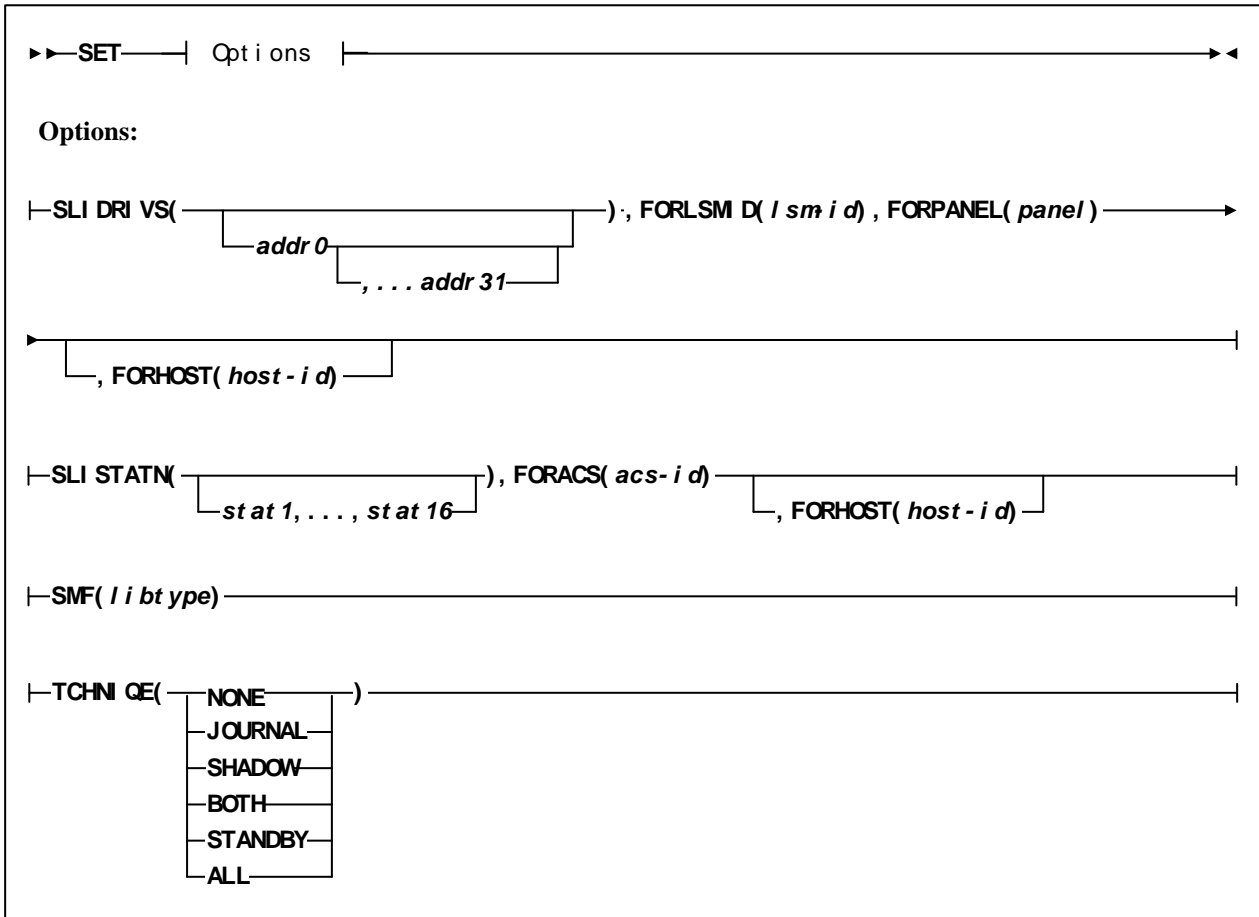 SET Options
Options:
SLIDRIVS( ) , FORLSMID(lsm-id) , FORPANEL(panel)
addr0
,...addr31
, FORHOST(host-id)
SLISTATN( ) , FORACS(acs-id)
stat1,...,stat16 , FORHOST(host-id)
SMF(libtype)
TCHNIQE( NONE )
JOURNAL
SHADOW
BOTH
STANDBY
ALL